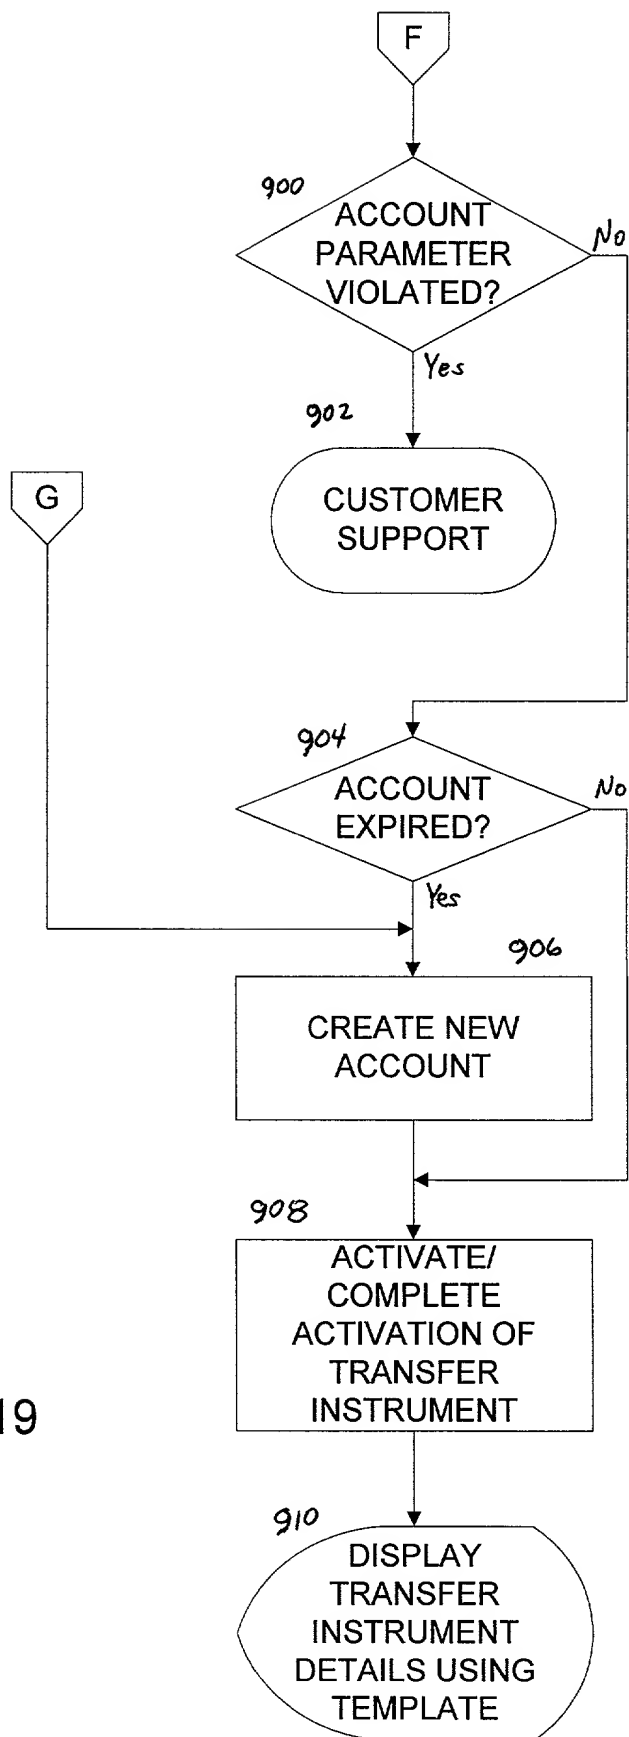 F
900
ACCOUNT
PARAMETER
VIOLATED?
No
Yes
902
CUSTOMER
SUPPORT
G
904
ACCOUNT
EXPIRED?
No
Yes
906
CREATE NEW
ACCOUNT
908
ACTIVATE/
COMPLETE
ACTIVATION OF
TRANSFER
INSTRUMENT
19
910
DISPLAY
TRANSFER
INSTRUMENT
DETAILS USING
TEMPLATE